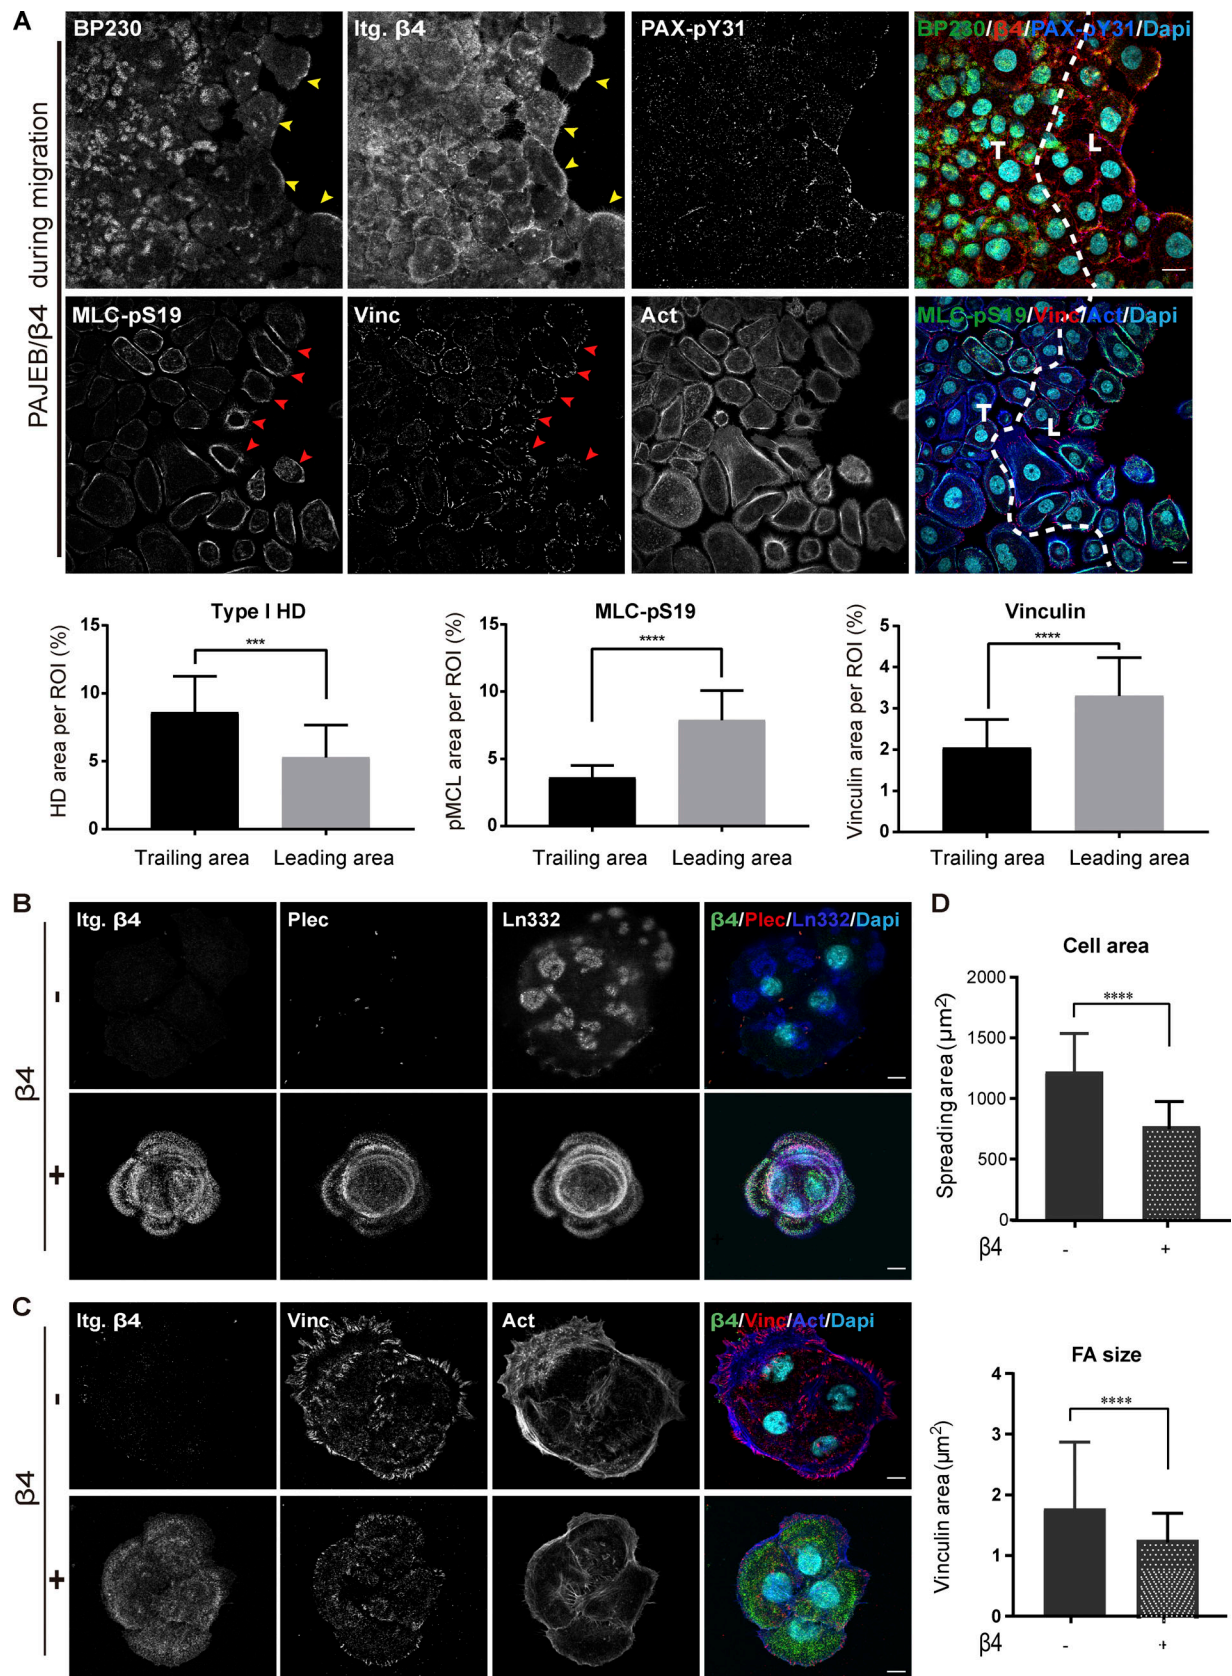 A
PAJEB/β4 during migration
BP230
Itg. β4
PAX-pY31
BP230/β4/PAX-pY31/Dapi
T
L
MLC-pS19
Vinc
Act
MLC-pS19/Vinc/Act/Dapi
T
L
Type I HD
HD area per ROI (%)
15
10
5
0
***
Trailing area Leading area
MLC-pS19
pMCL area per ROI (%)
15
10
5
0
****
Trailing area Leading area
Vinculin
Vinculin area per ROI (%)
5
4
3
2
1
0
****
Trailing area Leading area
B
β4
Itg. β4
Plec
Ln332
β4/Plec/Ln332/Dapi
-
+
C
β4
Itg. β4
Vinc
Act
β4/Vinc/Act/Dapi
-
+
D
Cell area
Spreading area (µm²)
2000
1500
1000
500
0
****
β4 - +
FA size
Vinculin area (µm²)
4
3
2
1
0
****
β4 - +